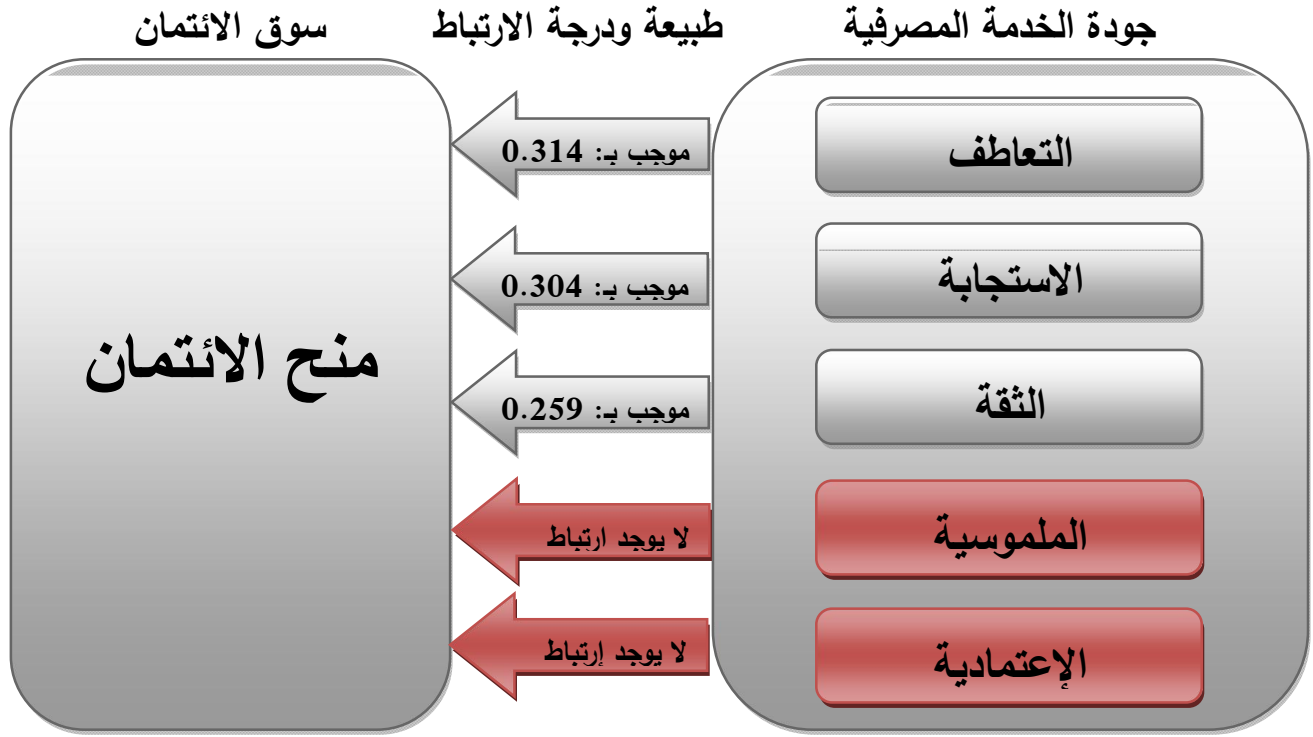 جودة الخدمة المصرفية
طبيعة ودرجة الارتباط
سوق الائتمان
التعاطف
موجب بـ: 0.314
الاستجابة
موجب بـ: 0.304
الثقة
موجب بـ: 0.259
الملموسية
لا يوجد ارتباط
الإعتمادية
لا يوجد إرتباط
منح الائتمان